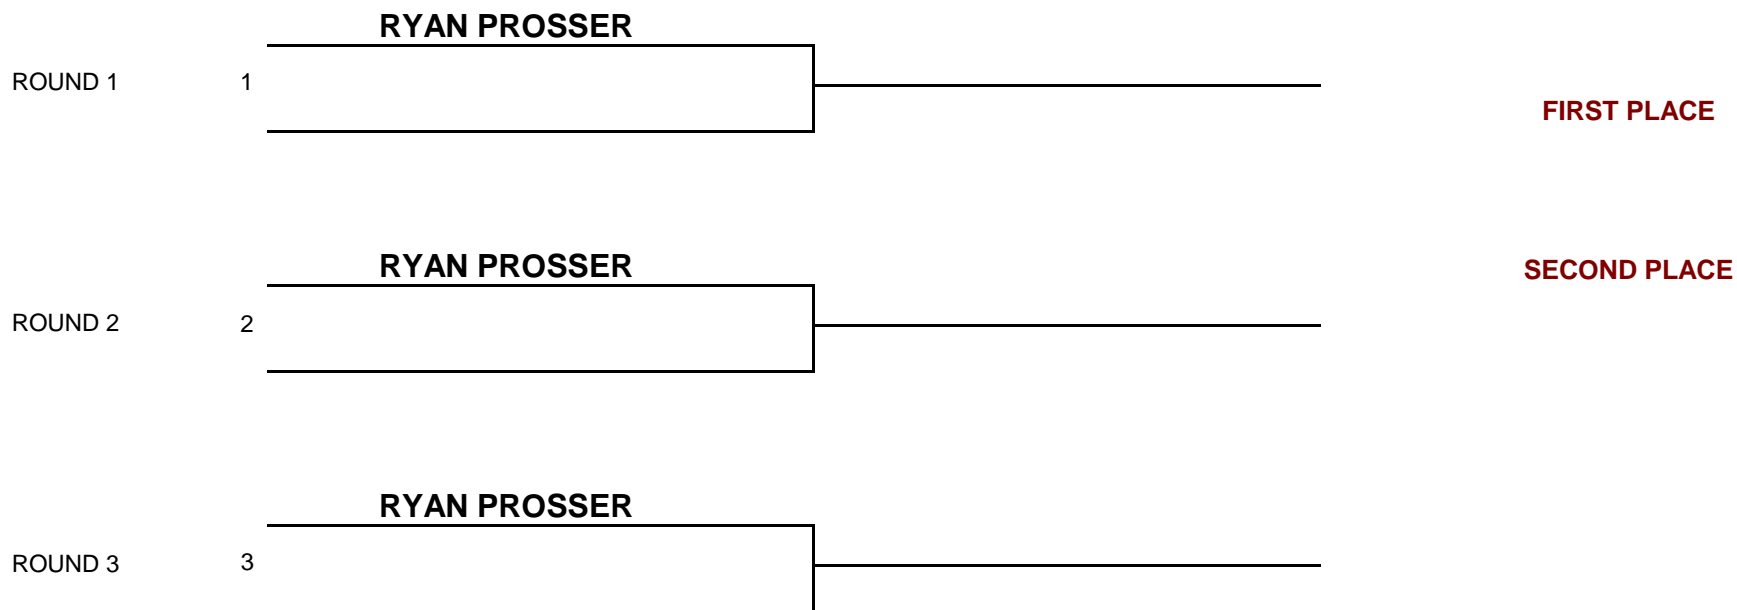 RYAN PROSSER
ROUND 1 1
FIRST PLACE
RYAN PROSSER
SECOND PLACE
ROUND 2 2
RYAN PROSSER
ROUND 3 3